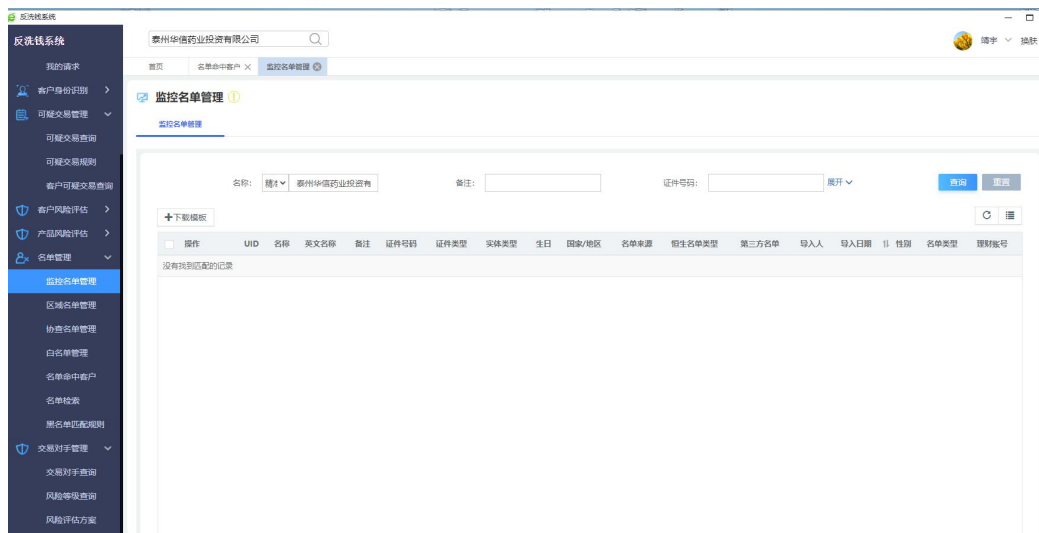 反洗钱系统
反洗钱系统
泰州华信药业投资有限公司
靖宇 换肤
我的请求
首页 名单命中客户 监控名单管理
客户身份识别
监控名单管理
可疑交易管理
监控名单管理
可疑交易查询
可疑交易规则
名称: 精准 泰州华信药业投资有 备注: 证件号码: 展开 查询 重置
客户可疑交易查询
客户风险评估
+下载模板
产品风险评估
操作 UID 名称 英文名称 备注 证件号码 证件类型 实体类型 生日 国家/地区 名单来源 恒生名单类型 第三方名单 导入人 导入日期 性别 名单类型 理财账号
名单管理
没有找到匹配的记录
监控名单管理
区域名单管理
协查名单管理
白名单管理
名单命中客户
名单检索
黑名单匹配规则
交易对手管理
交易对手查询
风险等级查询
风险评估方案